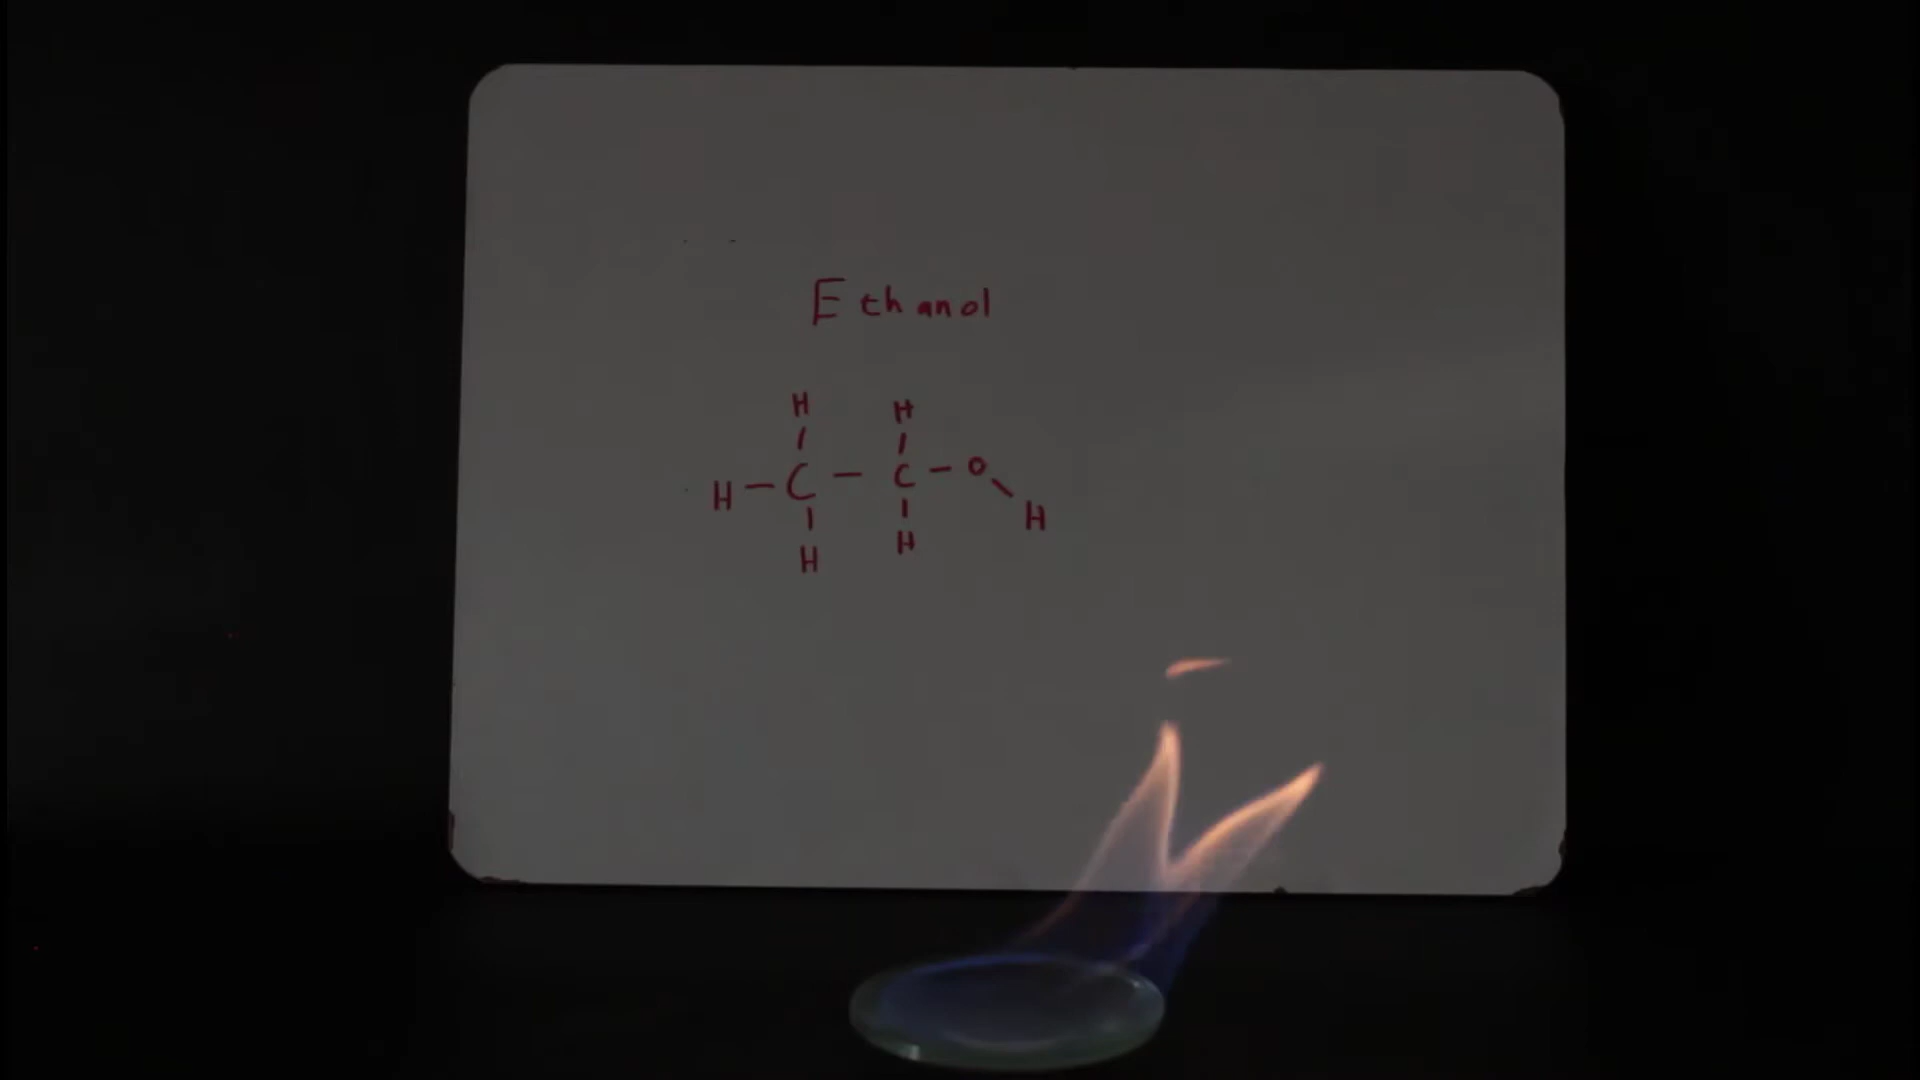 Ethanol
H H
H - C - C - O
H
H H